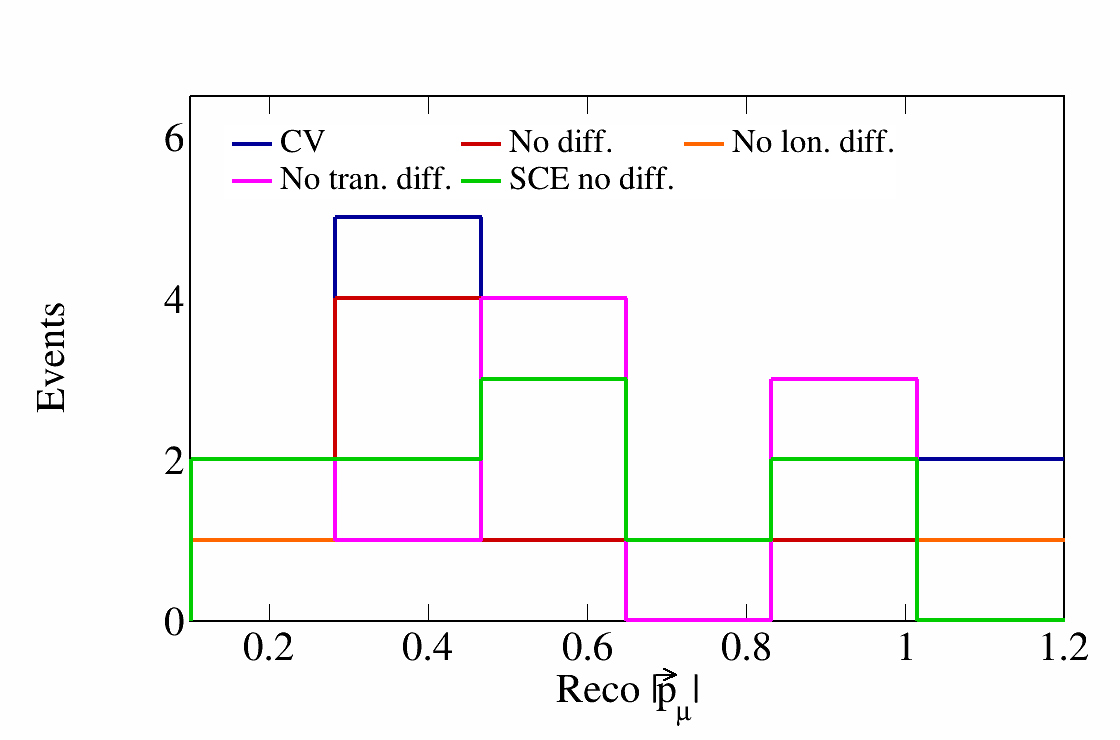 Events
6
4
2
0
CV No diff. No lon. diff.
No tran. diff. SCE no diff.
0.2 0.4 0.6 0.8 1 1.2
Reco |p⃗_μ|